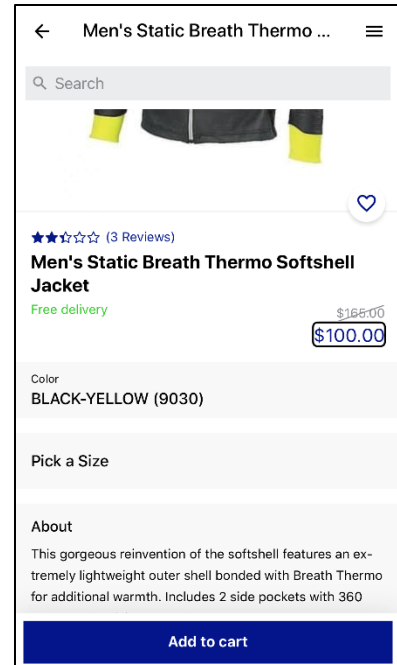 Men's Static Breath Thermo ...
Search
(3 Reviews)
Men's Static Breath Thermo Softshell
Jacket
Free delivery
$165.00
$100.00
Color
BLACK-YELLOW (9030)
Pick a Size
About
This gorgeous reinvention of the softshell features an ex-
tremely lightweight outer shell bonded with Breath Thermo
for additional warmth. Includes 2 side pockets with 360
Add to cart